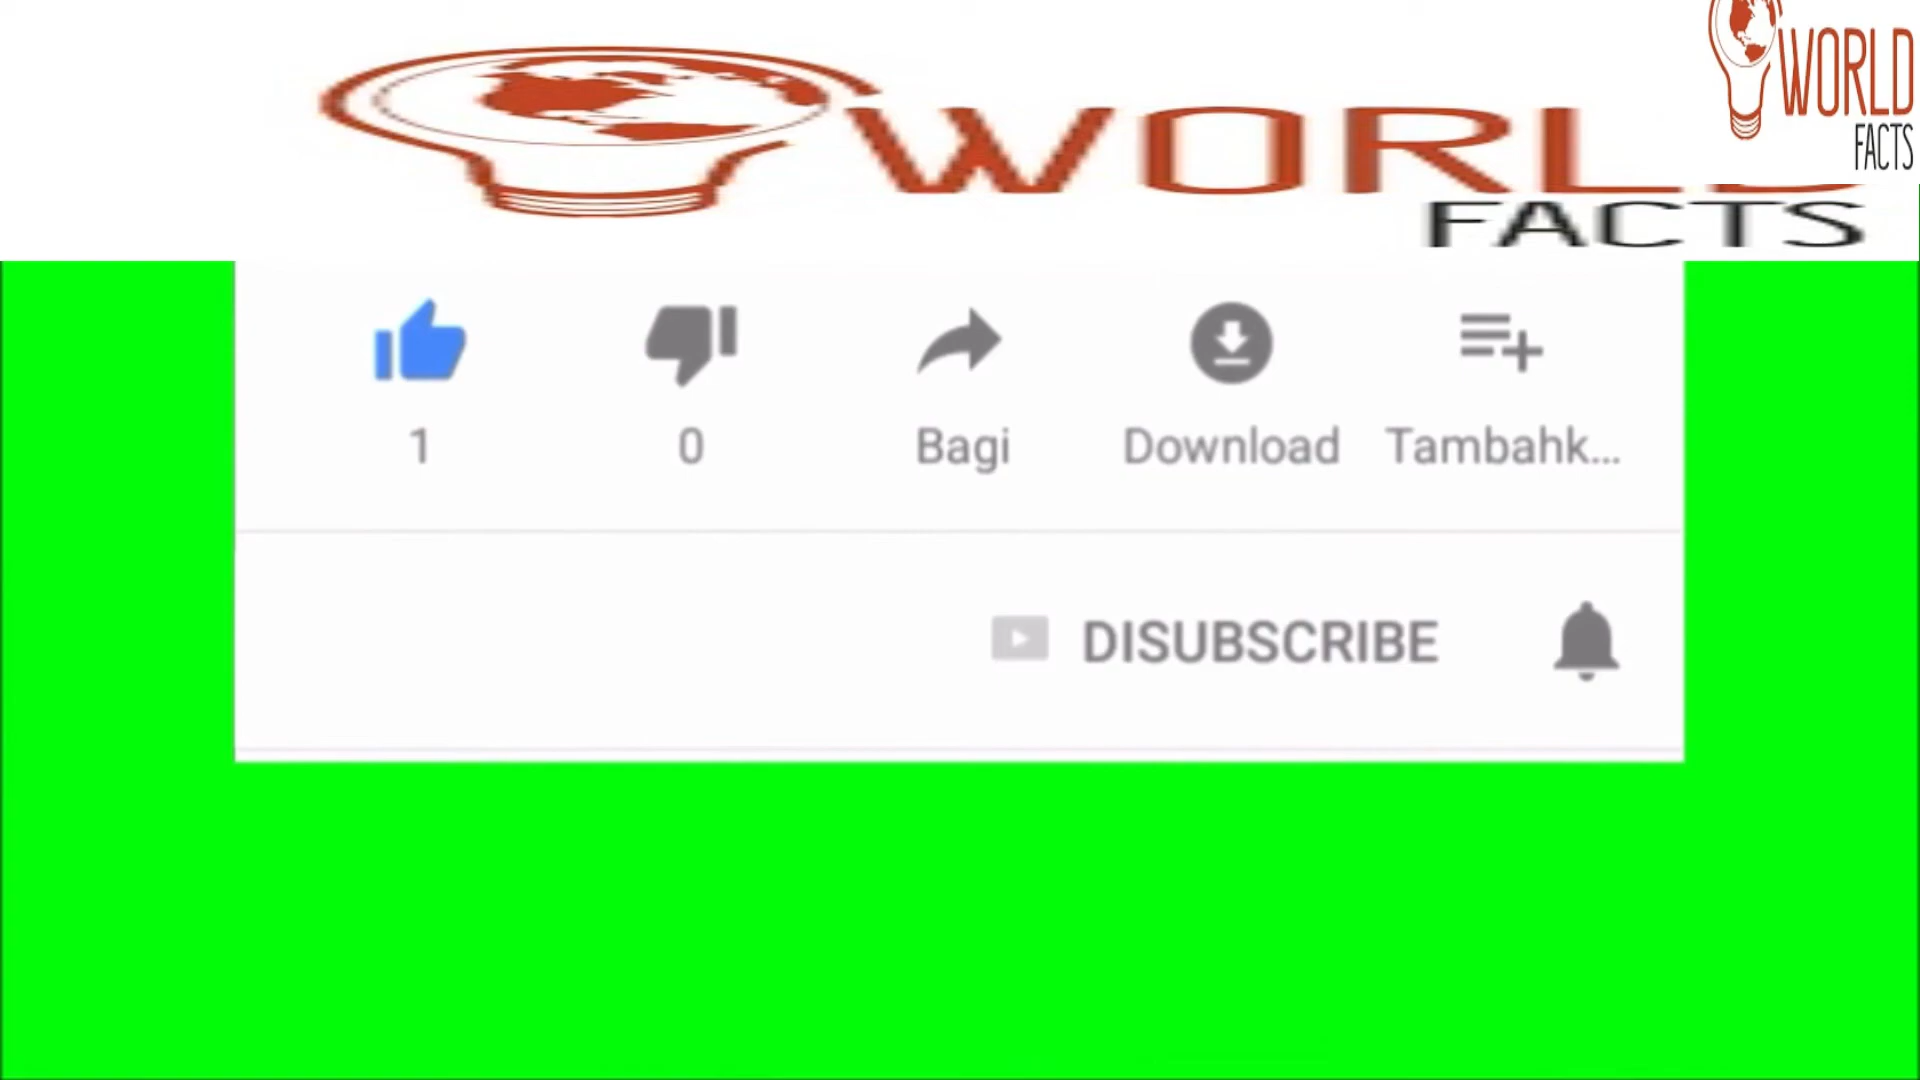 WORLD
FACTS
WORLD
FACTS
1 0 Bagi Download Tambahk...
DISUBSCRIBE